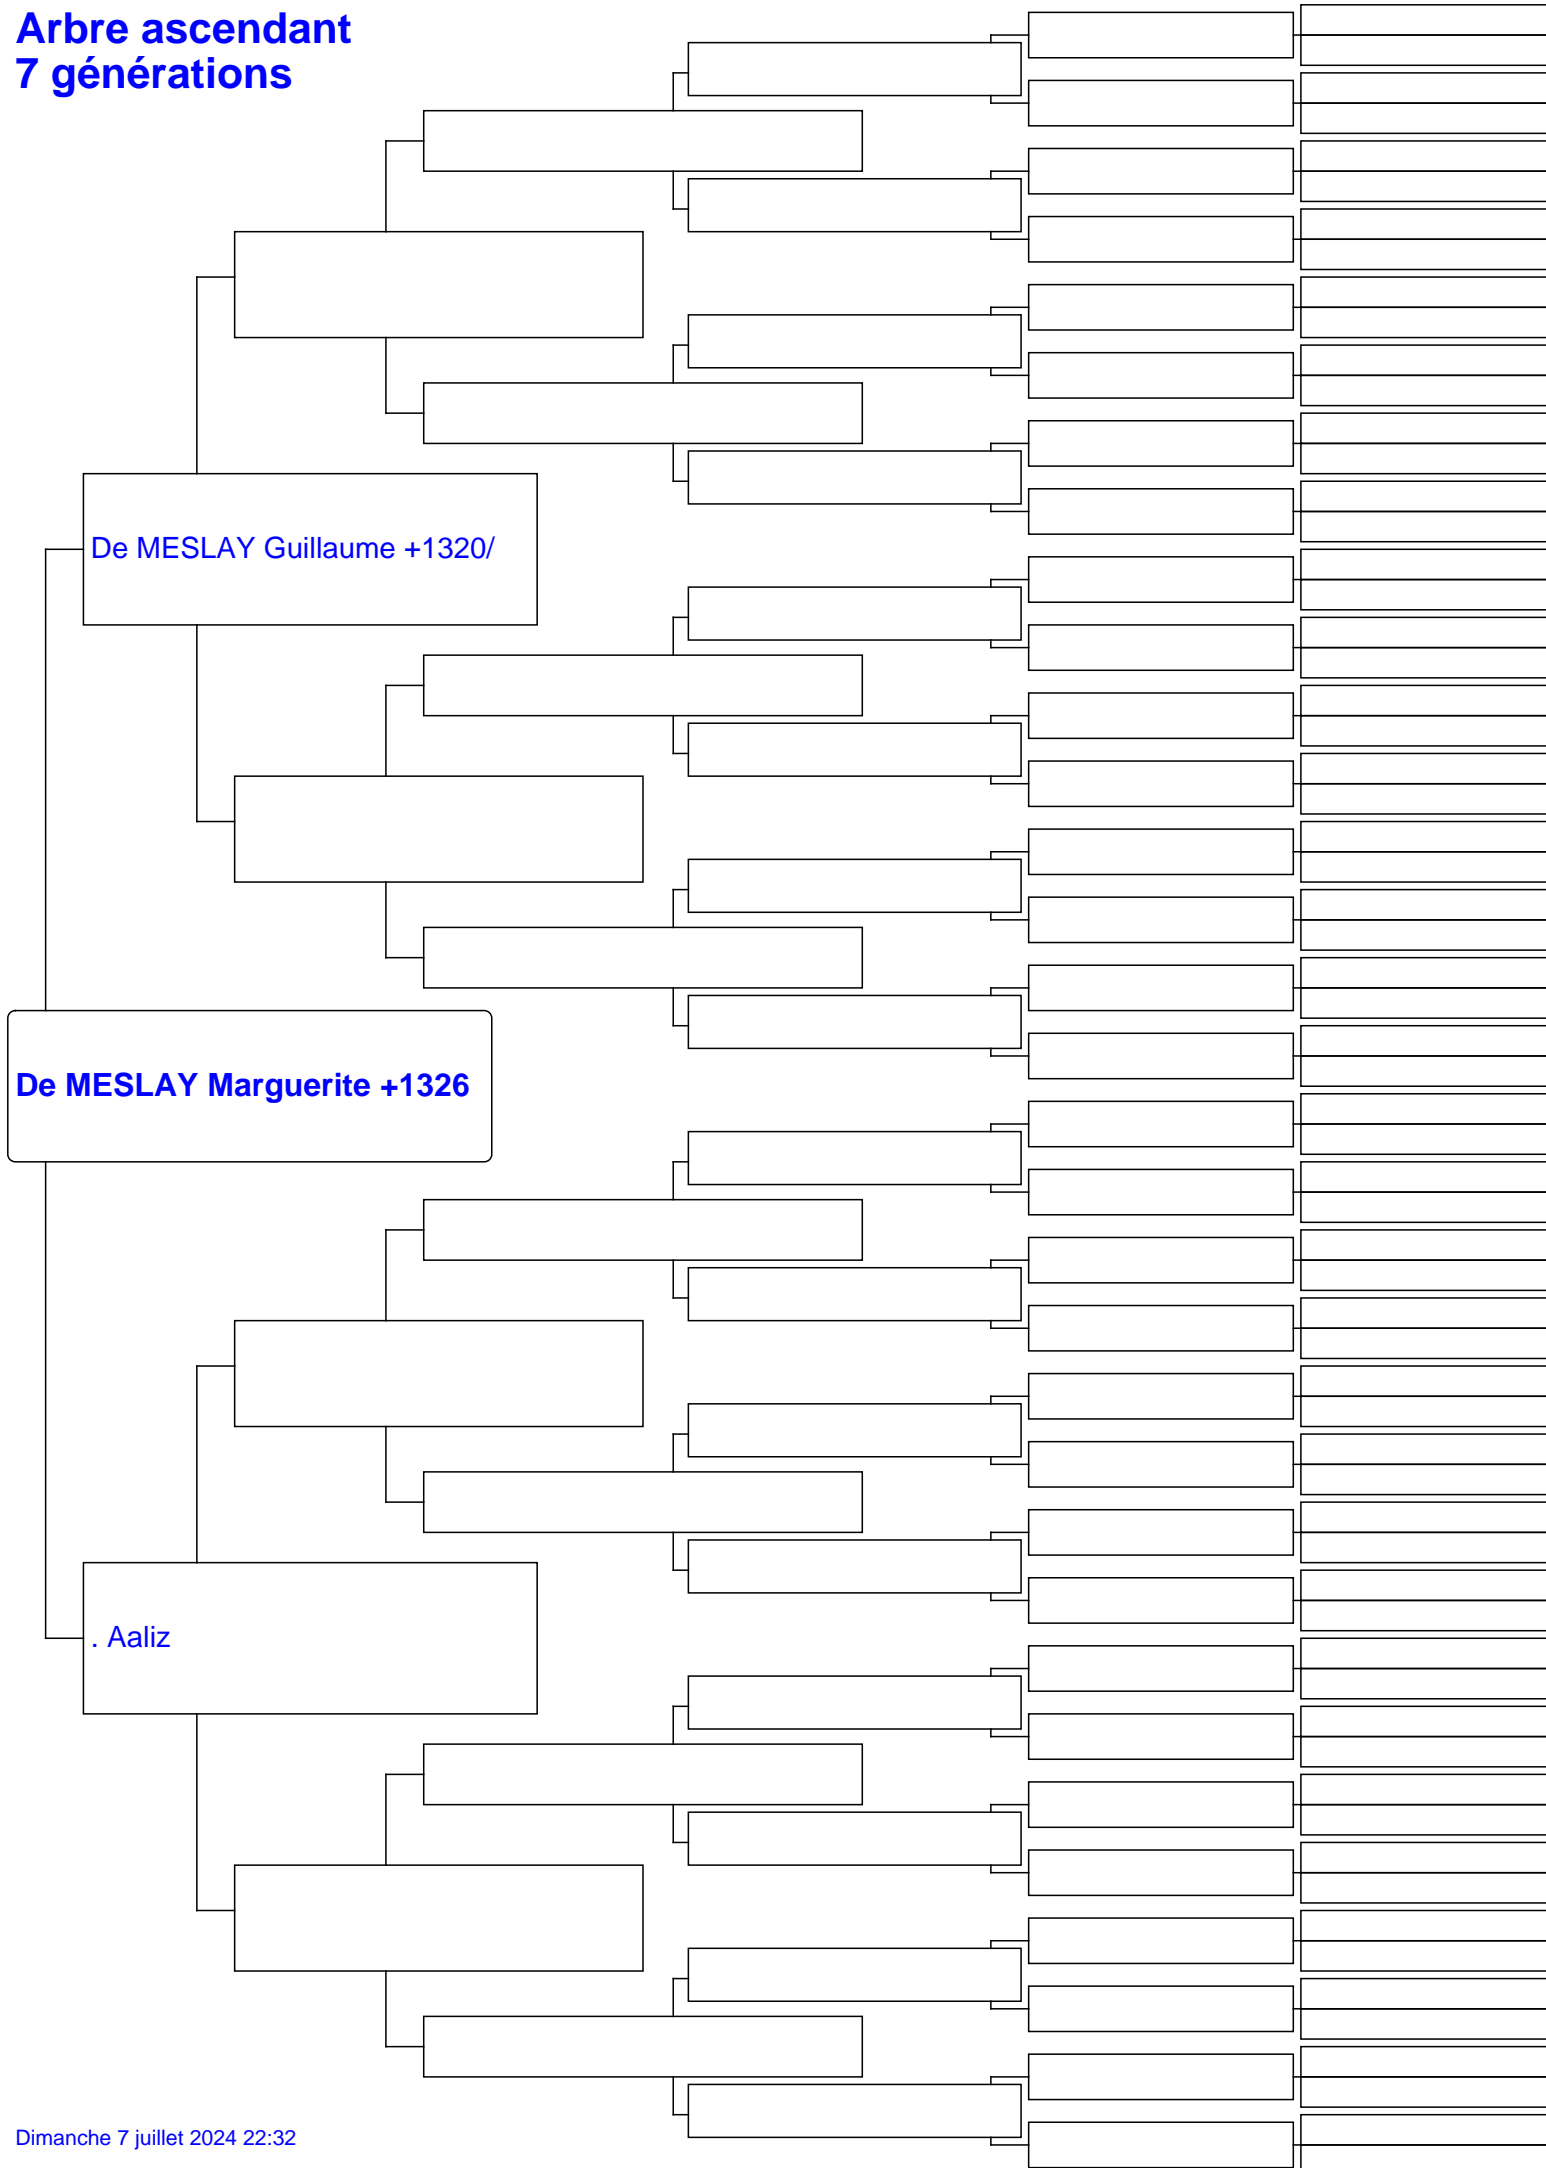 Arbre ascendant
7 générations
De MESLAY Guillaume +1320/
De MESLAY Marguerite +1326
. Aaliz
Dimanche 7 juillet 2024 22:32